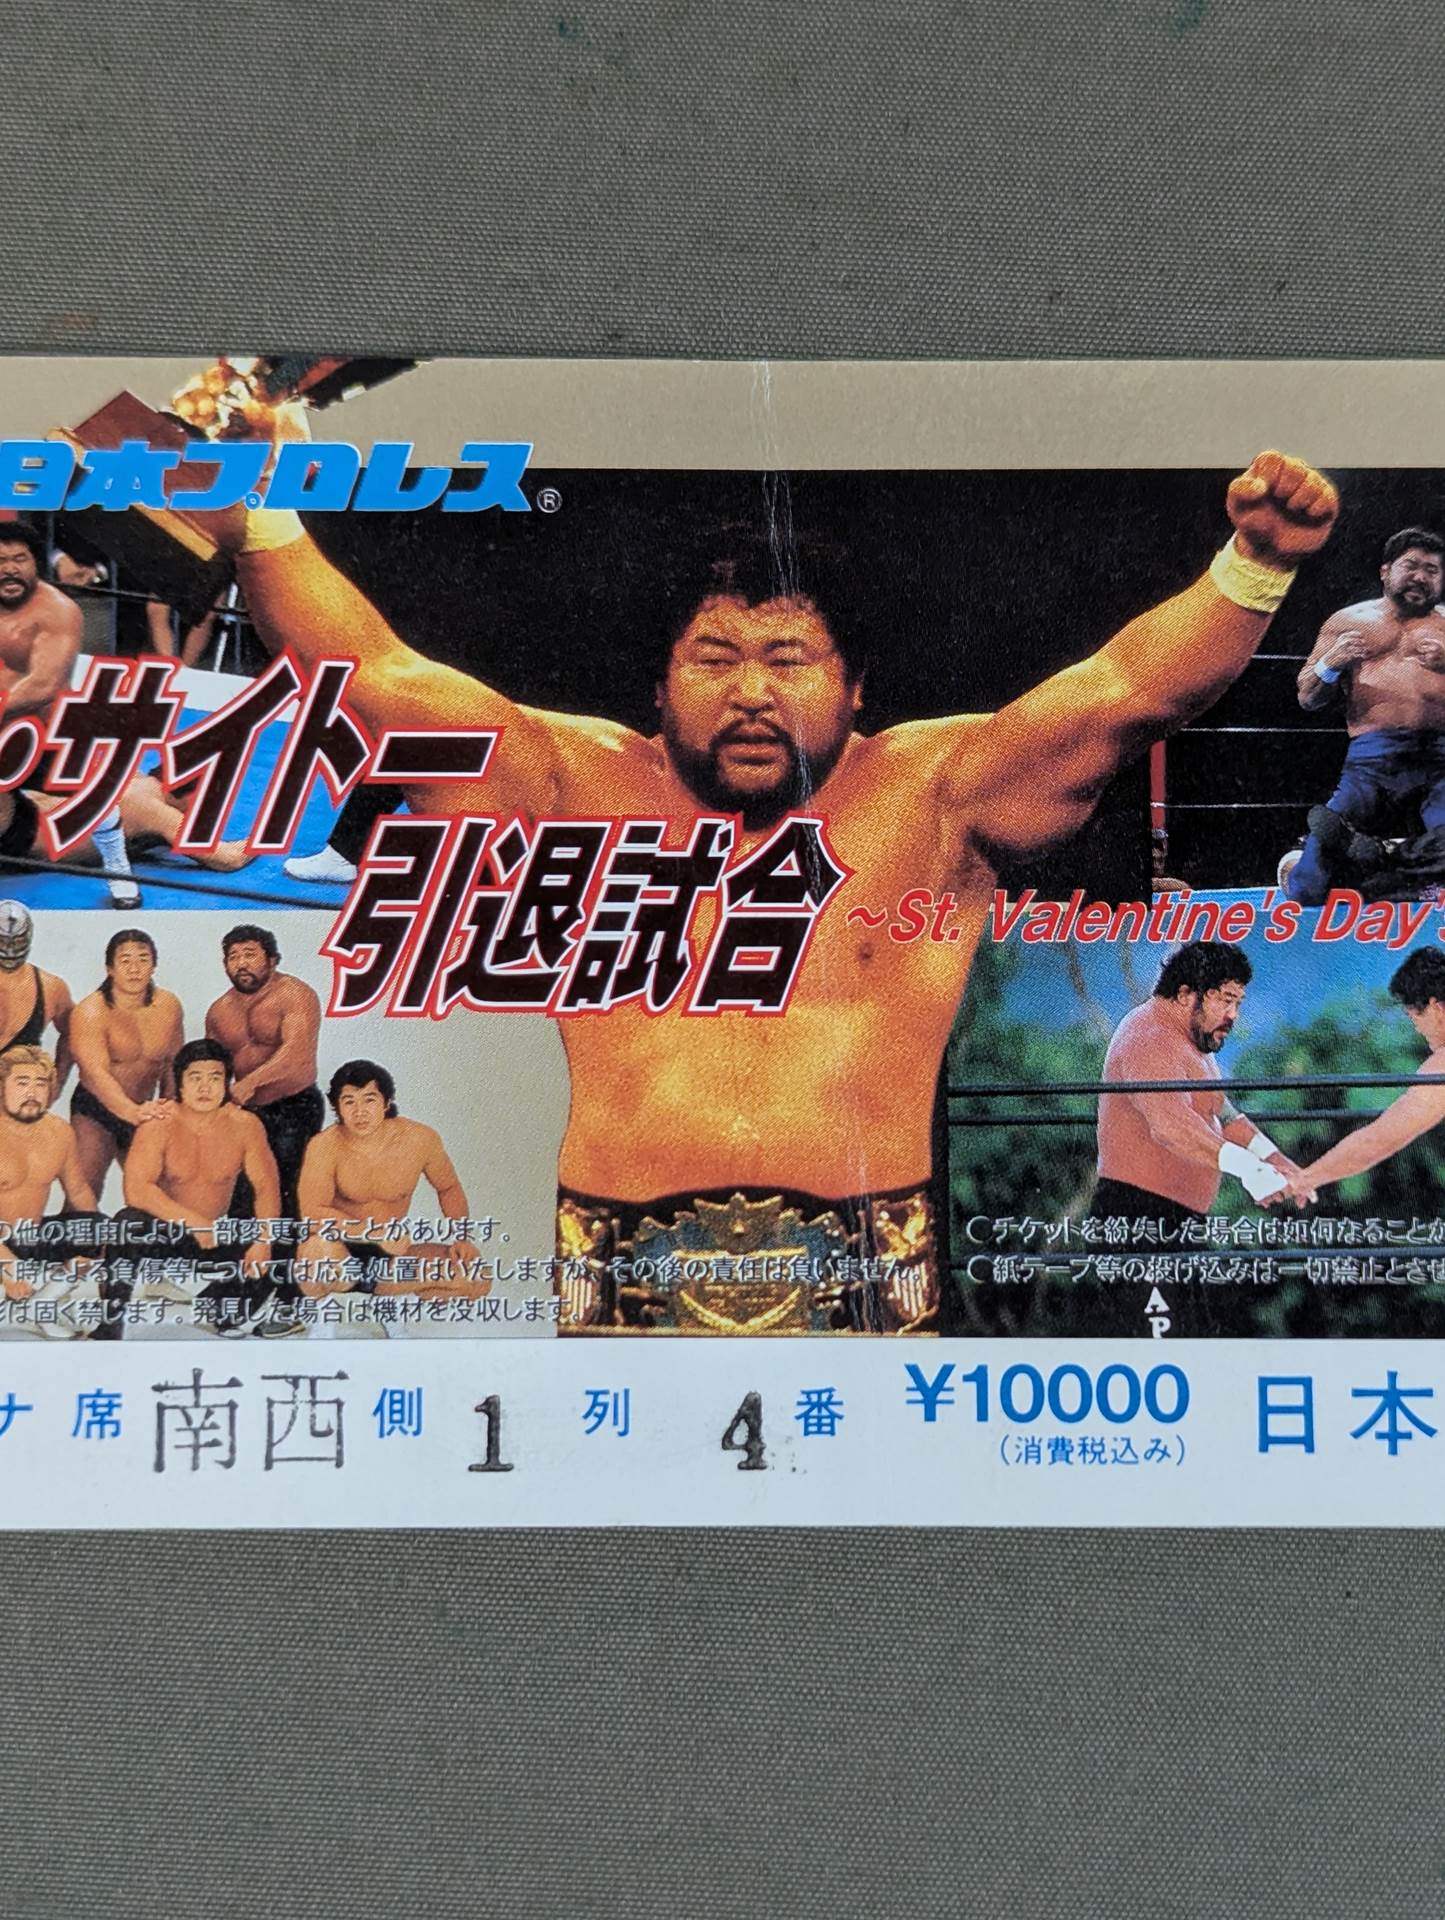 日本プロレス®
・サイトー
引退試合 ~St. Valentine's Day's
の他の理由により一部変更することがあります。
不時による負傷等については応急処置はいたしますが、その後の責任は負いません。
影は固く禁じます。発見した場合は機材を没収します。
○チケットを紛失した場合は如何なることが
○紙テープ等の投げ込みは一切禁止とさせ
ナ席 南西 側 1 列 4 番 ¥10000 日本
(消費税込み)